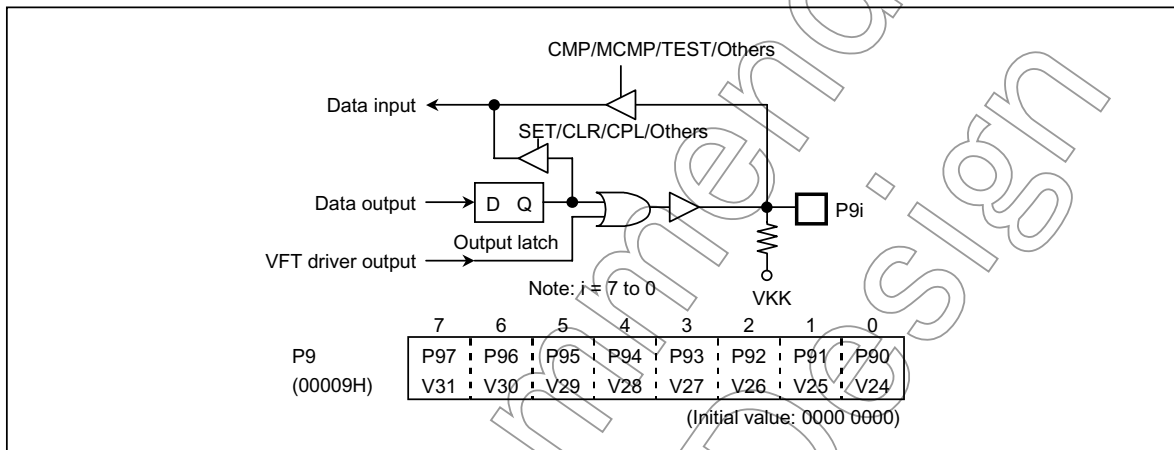 CMP/MCMP/TEST/Others
Data input
SET/CLR/CPL/Others
Data output
D Q
P9i
Output latch
VFT driver output
Note: i = 7 to 0
VKK
7 6 5 4 3 2 1 0
P9 P97 P96 P95 P94 P93 P92 P91 P90
(00009H) V31 V30 V29 V28 V27 V26 V25 V24
(Initial value: 0000 0000)